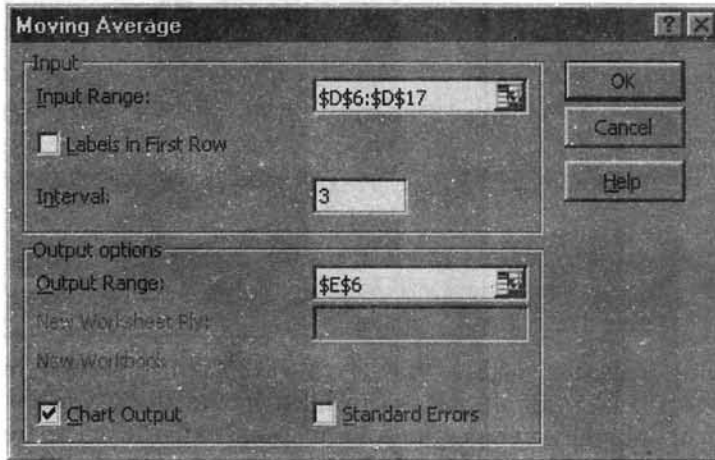 Moving Average
Input
Input Range:
$D$6:$D$17
Labels in First Row
Interval:
3
OK
Cancel
Help
Output options
Output Range:
$E$6
New Worksheet Ply:
New Workbook
Chart Output
Standard Errors